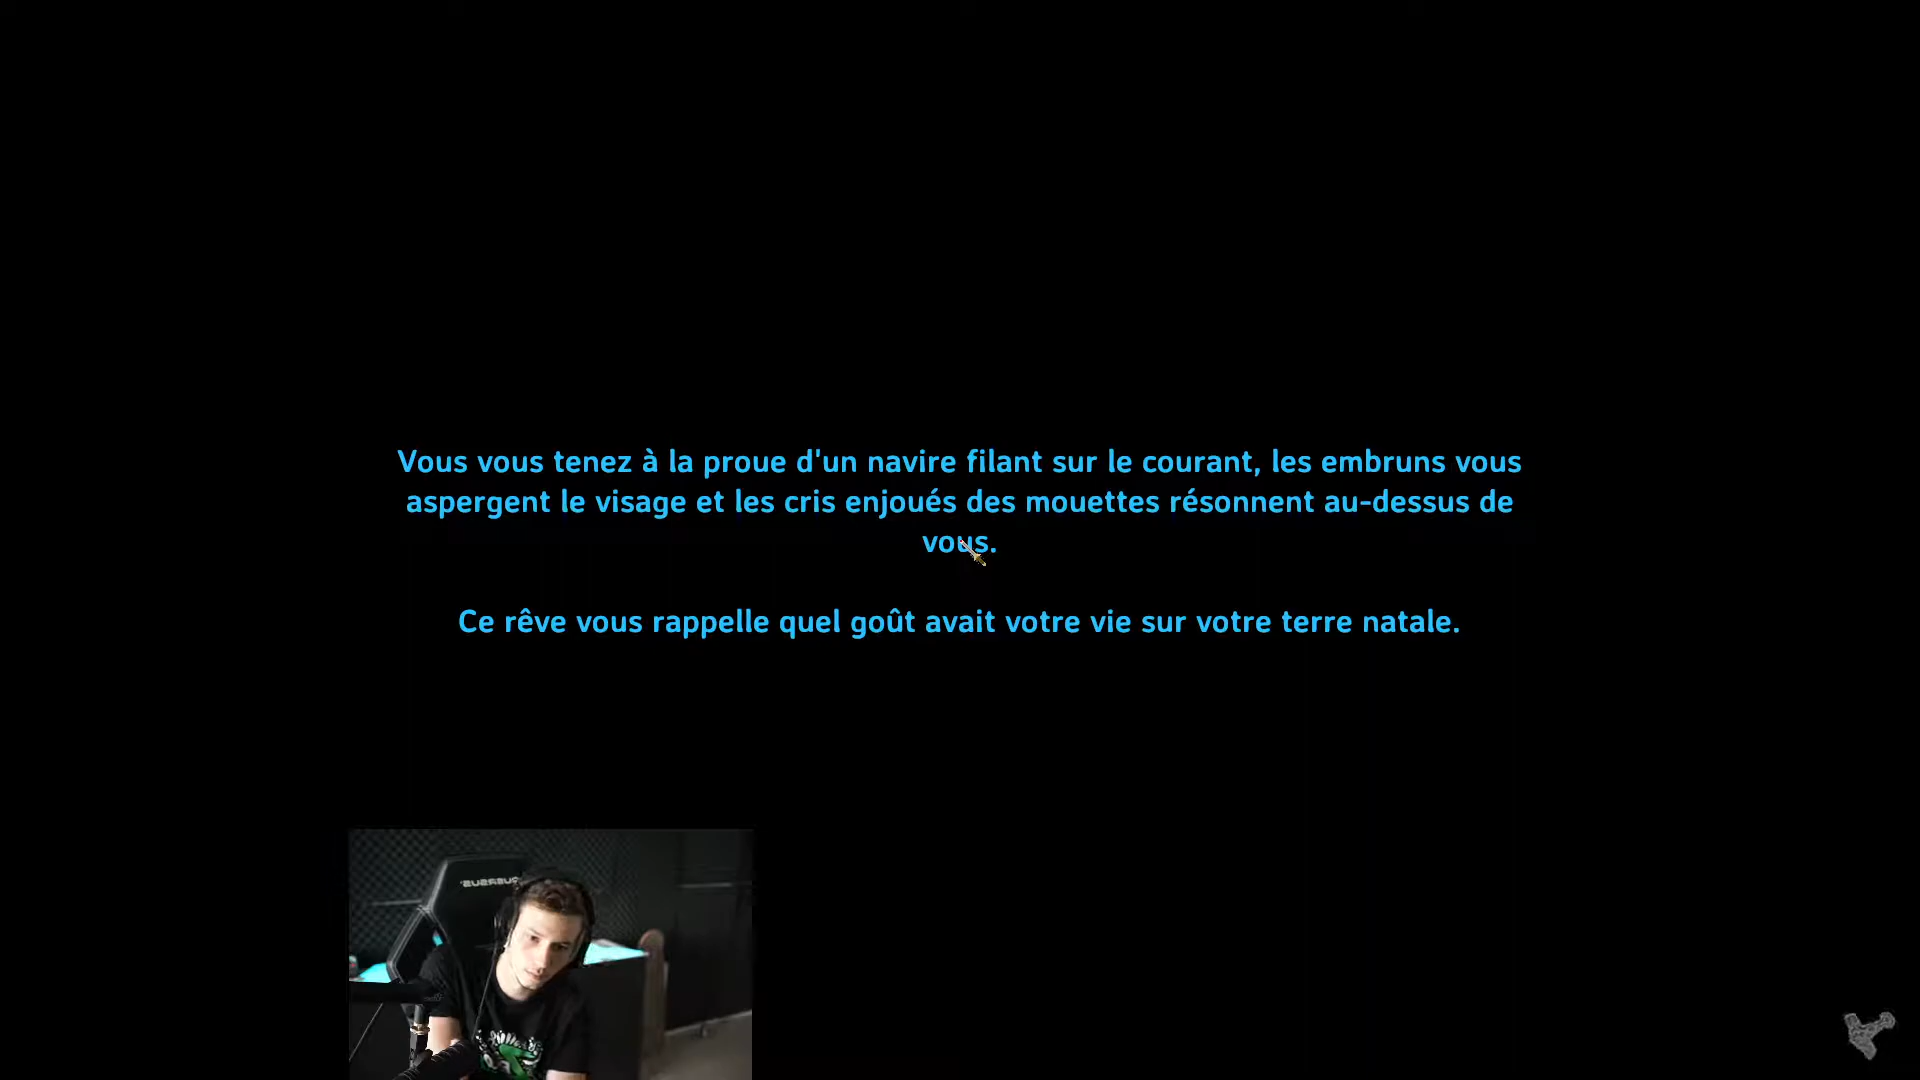 Vous vous tenez à la proue d'un navire filant sur le courant, les embruns vous
aspergent le visage et les cris enjoués des mouettes résonnent au-dessus de
vous.
Ce rêve vous rappelle quel goût avait votre vie sur votre terre natale.